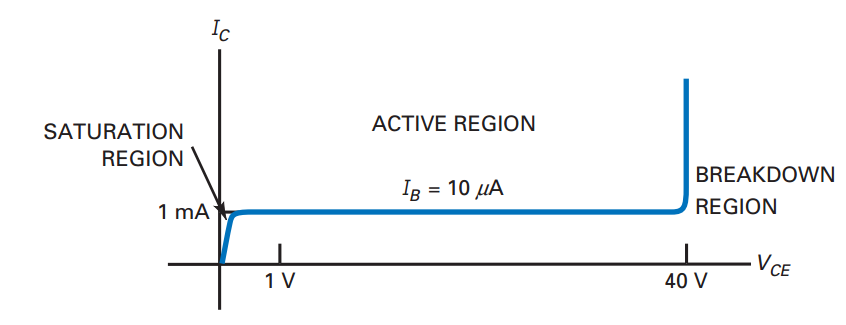 I_C
SATURATION
REGION
ACTIVE REGION
I_B = 10 μA
1 mA
BREAKDOWN
REGION
1 V
40 V
V_CE